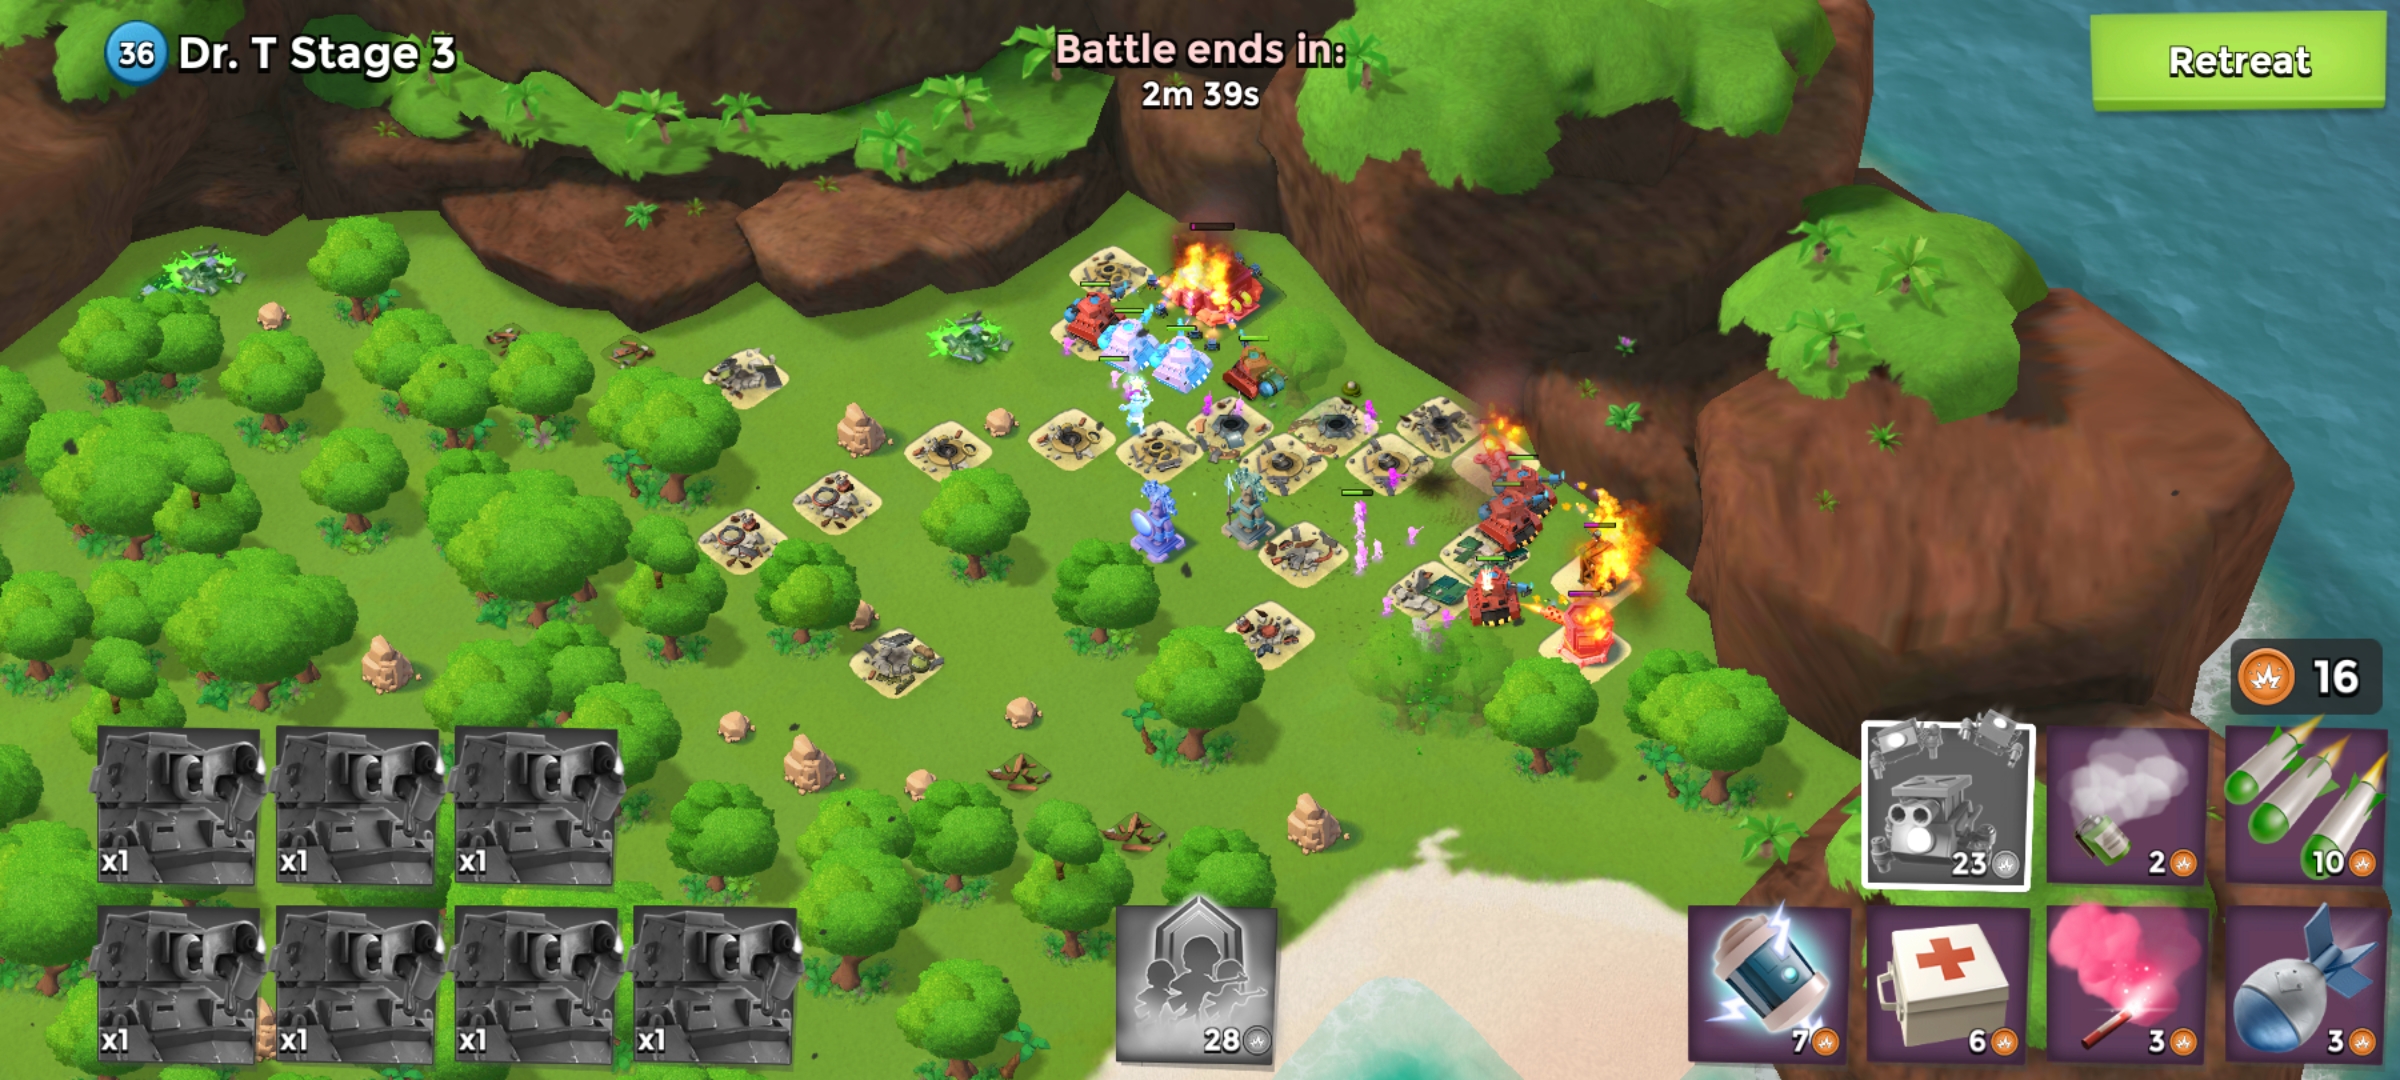 36 Dr. T Stage 3
Battle ends in:
2m 39s
Retreat
16
x1
x1
x1
23
2
10
x1
x1
x1
x1
28
7
6
3
3